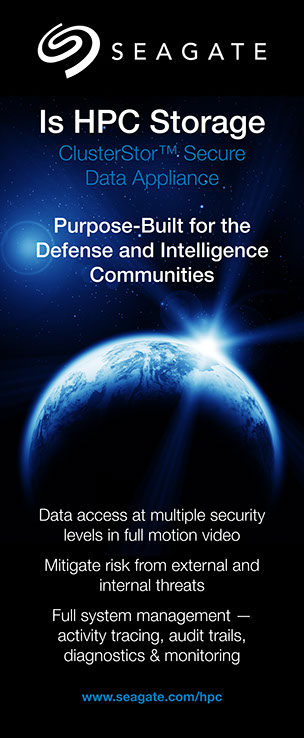 SEAGATE
Is HPC Storage
ClusterStor™ Secure
Data Appliance
Purpose-Built for the
Defense and Intelligence
Communities
Data access at multiple security
levels in full motion video
Mitigate risk from external and
internal threats
Full system management —
activity tracing, audit trails,
diagnostics & monitoring
www.seagate.com/hpc